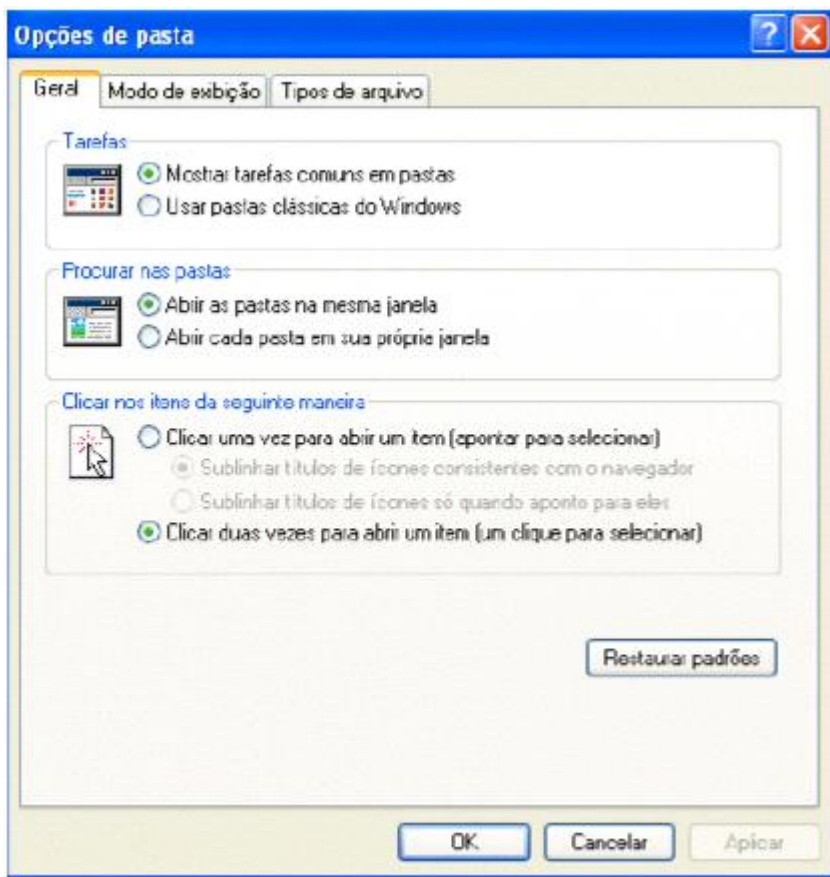 Opções de pasta
Geral Modo de exibição Tipos de arquivo
Tarefas
Mostrar tarefas comuns em pastas
Usar pastas clássicas do Windows
Procurar nas pastas
Abrir as pastas na mesma janela
Abrir cada pasta em sua própria janela
Clicar nos itens da seguinte maneira
Clicar uma vez para abrir um item (apontar para selecionar)
Sublinhar títulos de ícones consistentes com o navegador
Sublinhar títulos de ícones só quando aponto para eles
Clicar duas vezes para abrir um item (um clique para selecionar)
Restaurar padrões
OK Cancelar Aplicar